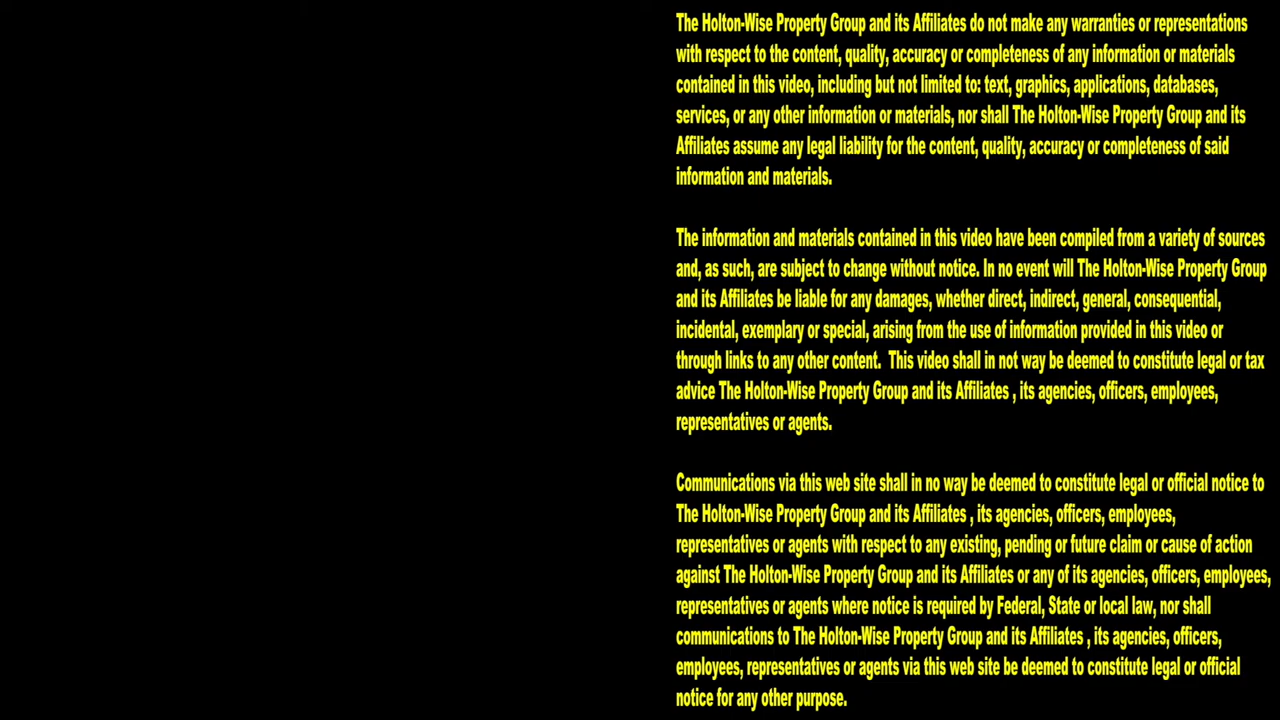 The Holton-Wise Property Group and its Affiliates do not make any warranties or representations
with respect to the content, quality, accuracy or completeness of any information or materials
contained in this video, including but not limited to: text, graphics, applications, databases,
services, or any other information or materials, nor shall The Holton-Wise Property Group and its
Affiliates assume any legal liability for the content, quality, accuracy or completeness of said
information and materials.
The information and materials contained in this video have been compiled from a variety of sources
and, as such, are subject to change without notice. In no event will The Holton-Wise Property Group
and its Affiliates be liable for any damages, whether direct, indirect, general, consequential,
incidental, exemplary or special, arising from the use of information provided in this video or
through links to any other content.  This video shall in not way be deemed to constitute legal or tax
advice The Holton-Wise Property Group and its Affiliates , its agencies, officers, employees,
representatives or agents.
Communications via this web site shall in no way be deemed to constitute legal or official notice to
The Holton-Wise Property Group and its Affiliates , its agencies, officers, employees,
representatives or agents with respect to any existing, pending or future claim or cause of action
against The Holton-Wise Property Group and its Affiliates or any of its agencies, officers, employees,
representatives or agents where notice is required by Federal, State or local law, nor shall
communications to The Holton-Wise Property Group and its Affiliates , its agencies, officers,
employees, representatives or agents via this web site be deemed to constitute legal or official
notice for any other purpose.